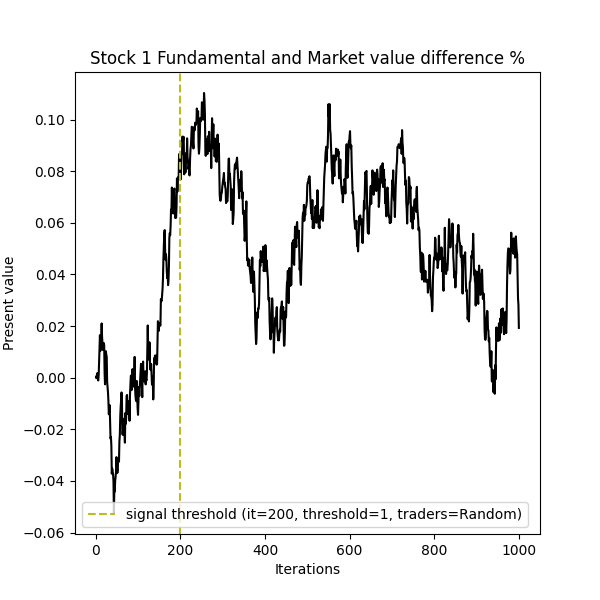 Stock 1 Fundamental and Market value difference %
Present value
0.10
0.08
0.06
0.04
0.02
0.00
−0.02
−0.04
−0.06
signal threshold (it=200, threshold=1, traders=Random)
0 200 400 600 800 1000
Iterations